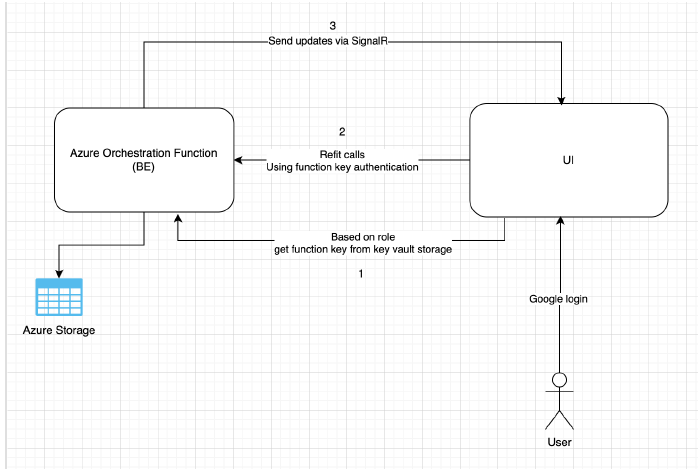 3
Send updates via SignalR
2
Azure Orchestration Function
(BE)
Refit calls
Using function key authentication
UI
Based on role
get function key from key vault storage
1
Google login
Azure Storage
User